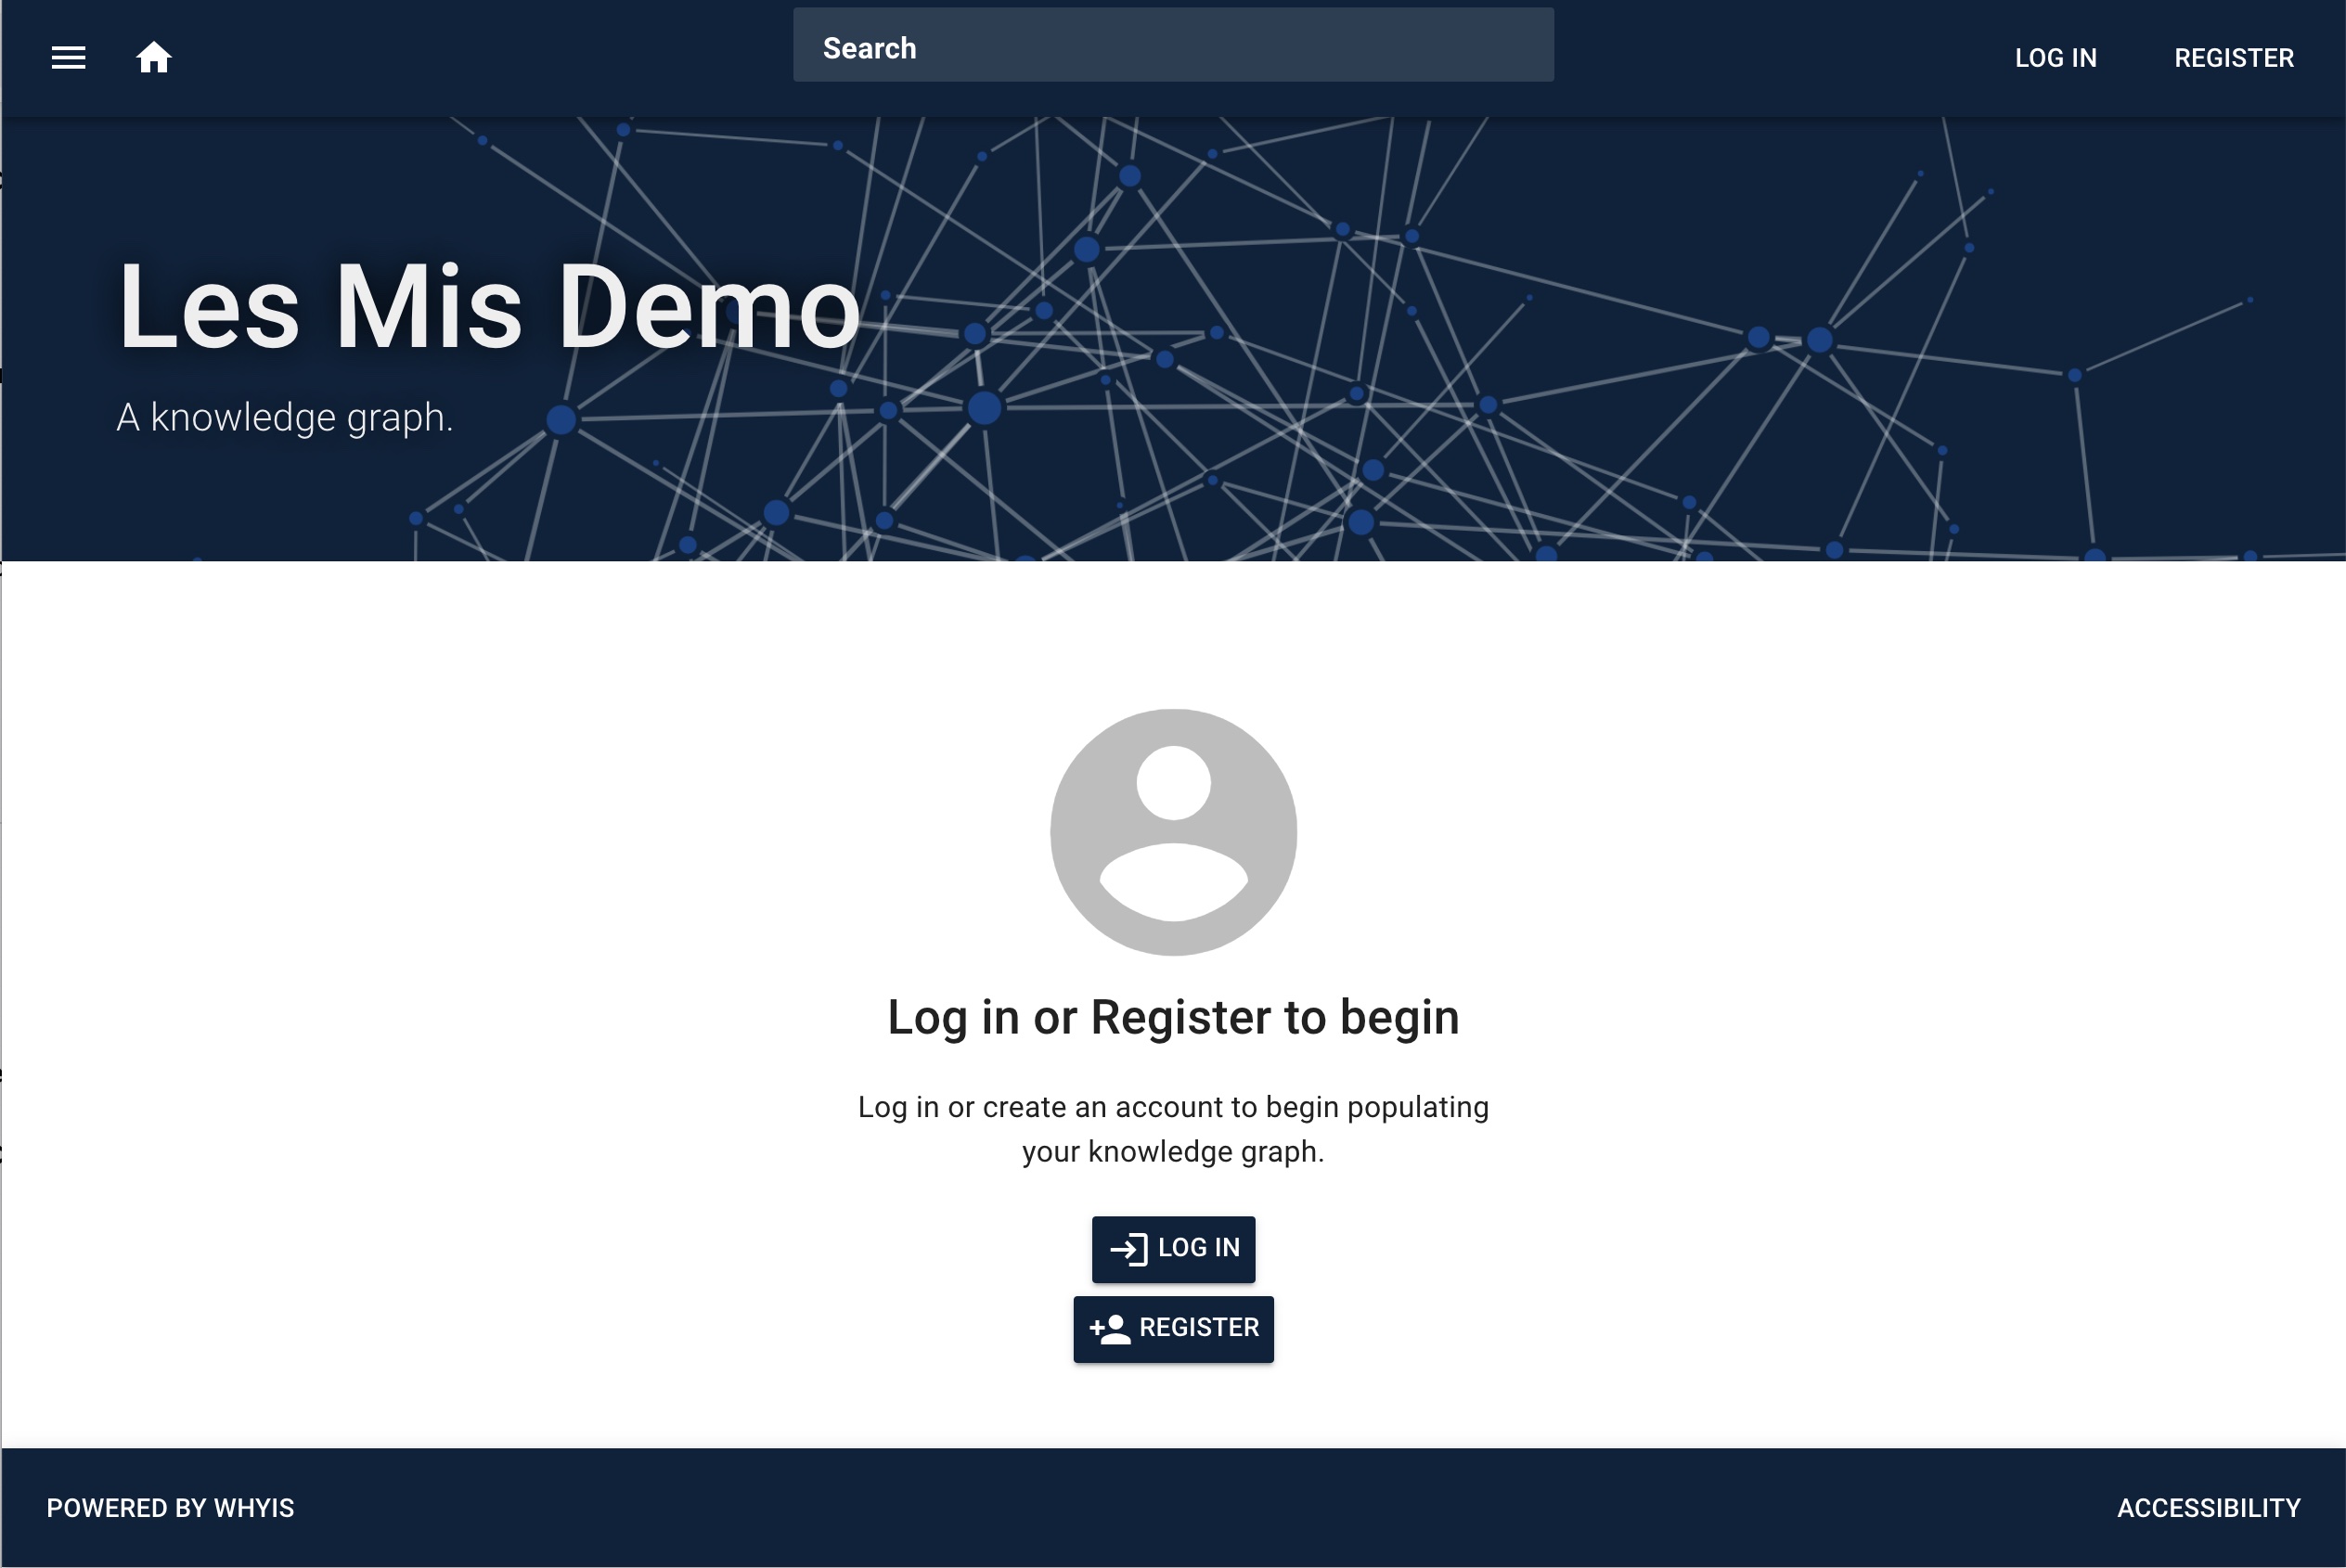 Search
LOG IN
REGISTER
Les Mis Demo
A knowledge graph.
Log in or Register to begin
Log in or create an account to begin populating
your knowledge graph.
LOG IN
REGISTER
POWERED BY WHYIS
ACCESSIBILITY